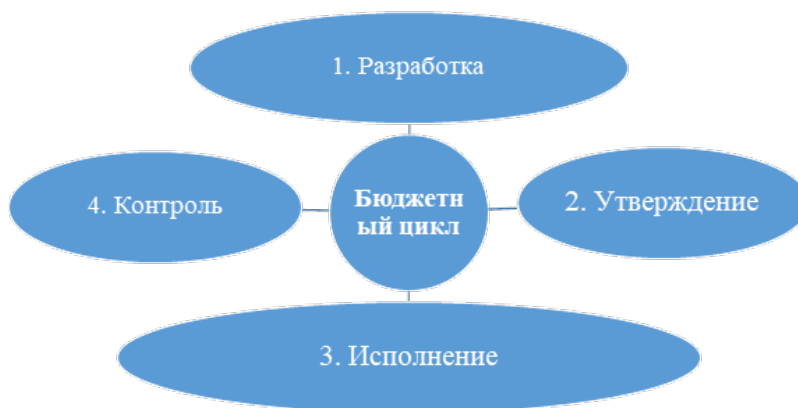 1. Разработка
4. Контроль
Бюджетн
ый цикл
2. Утверждение
3. Исполнение